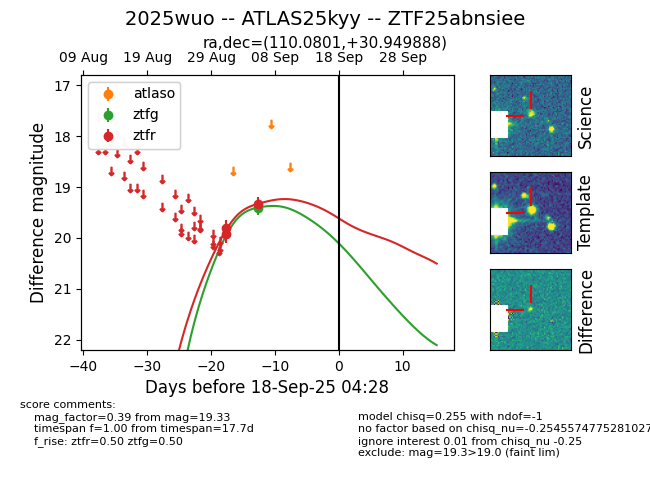 2025wuo -- ATLAS25kyy -- ZTF25abnsiee
ra,dec=(110.0801,+30.949888)
09 Aug 19 Aug 29 Aug 08 Sep 18 Sep 28 Sep
atlaso
ztfg
ztfr
17
18
19
20
21
22
Difference magnitude
−40 −30 −20 −10 0 10
Days before 18-Sep-25 04:28
Science
Template
Difference
score comments:
mag_factor=0.39 from mag=19.33
timespan f=1.00 from timespan=17.7d
f_rise: ztfr=0.50 ztfg=0.50
model chisq=0.255 with ndof=-1
no factor based on chisq_nu=-0.2545574775281027
ignore interest 0.01 from chisq_nu -0.25
exclude: mag=19.3>19.0 (faint lim)